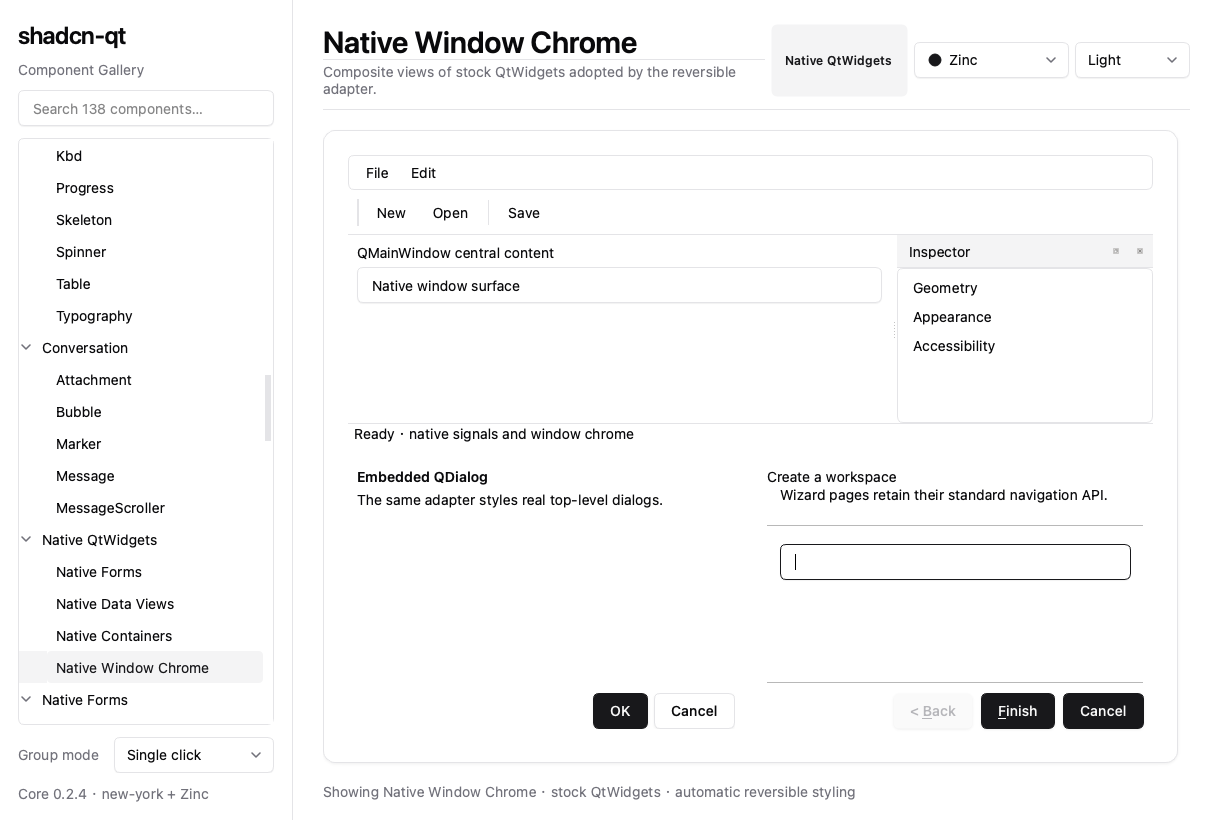 shadcn-qt
Component Gallery
Search 138 components...
Kbd
Progress
Skeleton
Spinner
Table
Typography
Conversation
Attachment
Bubble
Marker
Message
MessageScroller
Native QtWidgets
Native Forms
Native Data Views
Native Containers
Native Window Chrome
Native Forms
Group mode
Single click
Core 0.2.4 · new-york + Zinc
Native Window Chrome
Composite views of stock QtWidgets adopted by the reversible
adapter.
Native QtWidgets
Zinc
Light
File Edit
New Open Save
QMainWindow central content
Native window surface
Inspector
Geometry
Appearance
Accessibility
Ready · native signals and window chrome
Embedded QDialog
The same adapter styles real top-level dialogs.
OK Cancel
Create a workspace
Wizard pages retain their standard navigation API.
< Back Finish Cancel
Showing Native Window Chrome · stock QtWidgets · automatic reversible styling